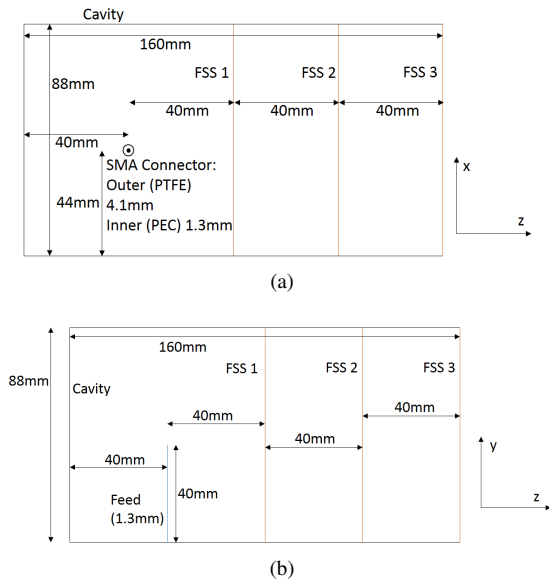 Cavity
160mm
FSS 1 FSS 2 FSS 3
88mm
40mm 40mm 40mm
40mm
SMA Connector:
Outer (PTFE)
4.1mm
Inner (PEC) 1.3mm
44mm
x
z
(a)
160mm
FSS 1 FSS 2 FSS 3
88mm
Cavity
40mm
40mm
40mm
40mm
40mm
Feed
(1.3mm)
y
z
(b)